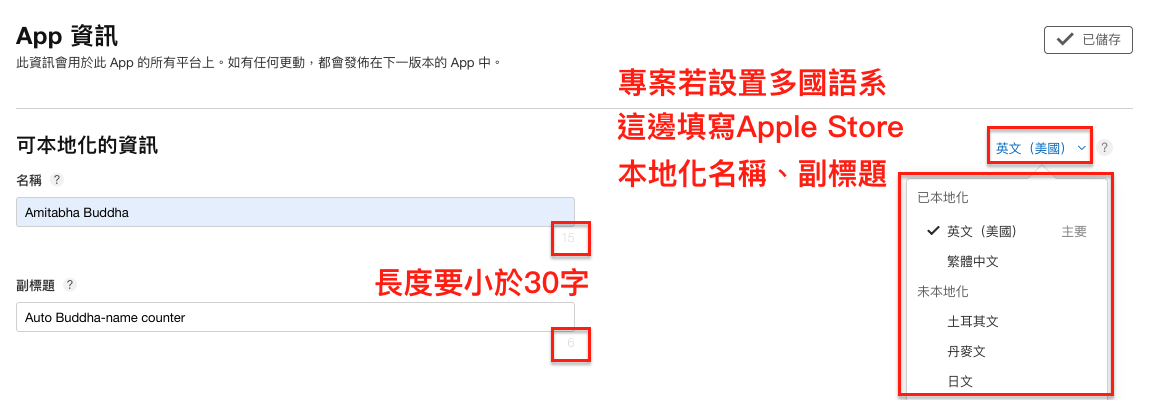 App 資訊
已儲存
此資訊會用於此 App 的所有平台上。如有任何更動，都會發佈在下一版本的 App 中。
專案若設置多國語系
這邊填寫Apple Store
本地化名稱、副標題
可本地化的資訊
英文（美國）
?
名稱 ?
Amitabha Buddha
15
已本地化
英文（美國） 主要
繁體中文
未本地化
土耳其文
丹麥文
日文
長度要小於30字
副標題 ?
Auto Buddha-name counter
6